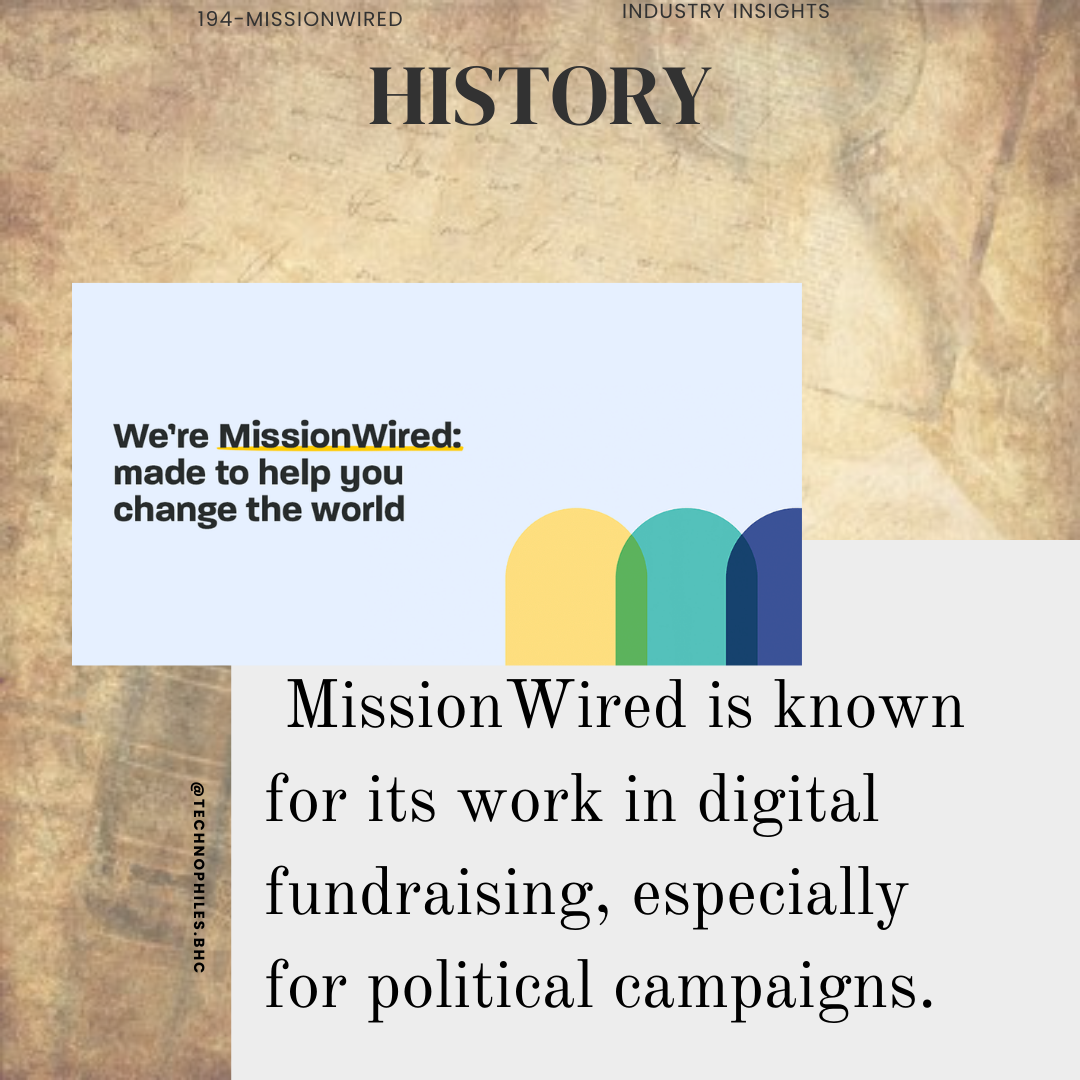 194-MISSIONWIRED
INDUSTRY INSIGHTS
HISTORY
We're MissionWired:
made to help you
change the world
MissionWired is known
for its work in digital
fundraising, especially
for political campaigns.
@TECHNOPHILES.BHC